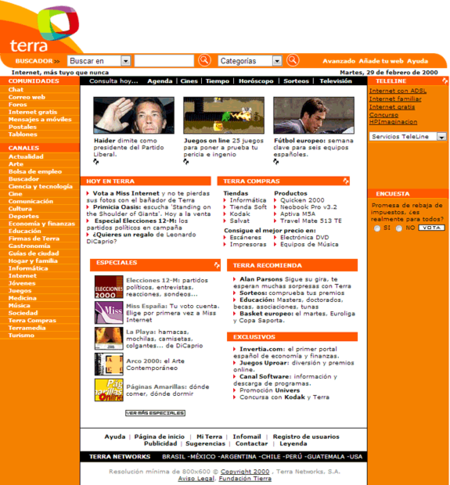 terra
BUSCADOR
Buscar en
Categorías
Avanzado Añade tu web Ayuda
Internet, más tuyo que nunca
Martes, 29 de febrero de 2000
COMUNIDADES
Chat
Correo web
Foros
Internet gratis
Mensajes a móviles
Postales
Tablones
CANALES
Actualidad
Arte
Bolsa de empleo
Buscador
Ciencia y tecnología
Cine
Comunicación
Cultura
Deportes
Economía y finanzas
Educación
Firmas de Terra
Gastronomía
Guías de ciudad
Hogar y familia
Informática
Internet
Jóvenes
Juegos
Medicina
Música
Sociedad
Terra Compras
Terramedia
Turismo
Consulta hoy... Agenda | Cines | Tiempo | Horóscopo | Sorteos | Televisión
Haider dimite como presidente del Partido Liberal.
Juegos on line 25 juegos para poner a prueba tu pericia e ingenio
Fútbol europeo: semana clave para seis equipos españoles.
HOY EN TERRA
Vota a Miss Internet y no te pierdas
sus fotos con el bañador de Terra
Primicia Oasis: escucha 'Standing on
the Shoulder of Giants'. Hoy a la venta
Especial Elecciones 12-M: los
partidos políticos en campaña
¿Quieres un regalo de Leonardo
DiCaprio?
TERRA COMPRAS
Tiendas
Informática
Tienda Soft
Kodak
Salvat
Productos
Quicken 2000
Neobook Pro v.3.2
Aptiva M5A
Travel Mate 513 TE
Consigue el mejor precio en:
Escáneres
Electrónica DVD
Impresoras
Equipos de Música
ESPECIALES
ELECCIONES
2000
Elecciones 12-M: partidos
políticos, entrevistas,
reacciones, sondeos...
Miss
Miss España: Tu voto cuenta.
Elige por primera vez a Miss
Internet
La Playa: hamacas,
mochilas, camisetas,
colgantes... de DiCaprio
Arco 2000: el Arte
Contemporáneo
Páginas
Amarillas
Online
Páginas Amarillas: dónde
comer, dónde dormir
VER MÁS ESPECIALES
TERRA RECOMIENDA
Alan Parsons Sigue su gira. te
esperan muchas sorpresas con Terra
Sorteos: comprueba tus premios
Educación: Masters, doctorados,
becas, asociaciones, tunas
Basket europeo: el martes, Euroliga
y Copa Saporta.
EXCLUSIVOS
Invertia.com: el primer portal
español de economía y finanzas.
Juegos Uproar: diversión y premios
online.
Canal Software: información y
descarga de programas.
Promoción Univers
Concursa con Kodak y Terra
TELELINE
Internet con ADSL
Internet familiar
Internet gratis
Concurso
HPImaginacion
Servicios TeleLine
ENCUESTA
Promesa de rebaja de
impuestos, ¿es
realmente para todos?
SI NO VOTA
Ayuda | Página de inicio | Mi Terra | Infomail | Registro de usuarios
Publicidad | Sugerencias | Contactar | Leyenda
TERRA NETWORKS BRASIL -MÉXICO -ARGENTINA -CHILE -PERÚ -GUATEMALA -USA
Resolución mínima de 800x600 © Copyright 2000 . Terra Networks, S.A.
Aviso Legal. Fundación Tierra